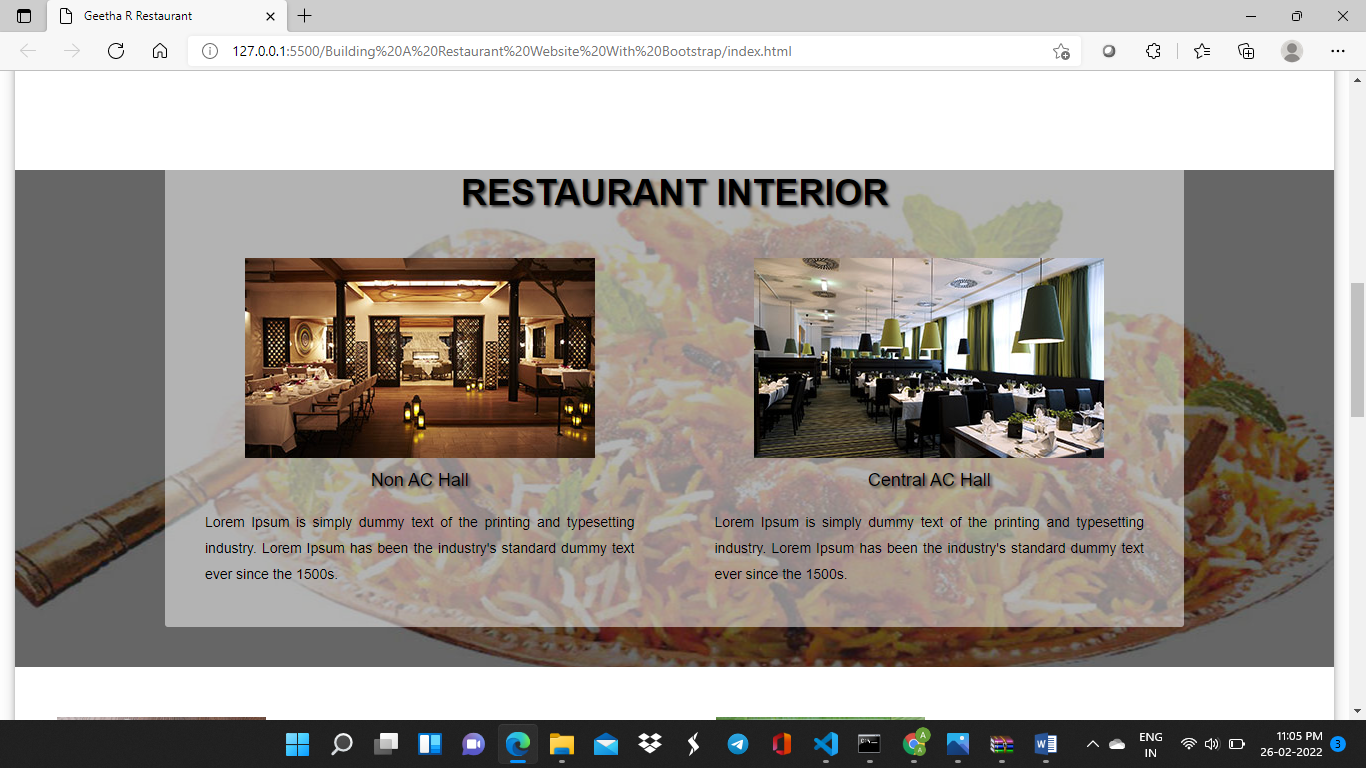 Geetha R Restaurant
127.0.0.1:5500/Building%20A%20Restaurant%20Website%20With%20Bootstrap/index.html
RESTAURANT INTERIOR
Non AC Hall
Central AC Hall
Lorem Ipsum is simply dummy text of the printing and typesetting
industry. Lorem Ipsum has been the industry's standard dummy text
ever since the 1500s.
Lorem Ipsum is simply dummy text of the printing and typesetting
industry. Lorem Ipsum has been the industry's standard dummy text
ever since the 1500s.
A
ENG
IN
11:05 PM
26-02-2022
3